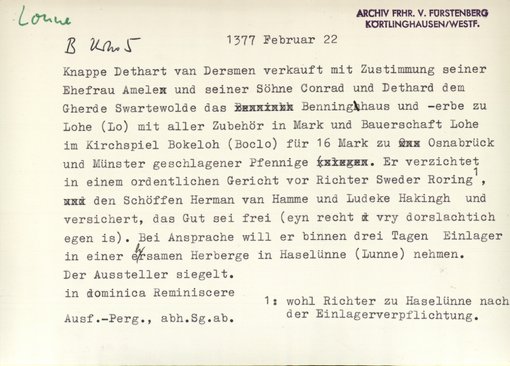 Lonne
ARCHIV FRHR. V. FÜRSTENBERG
KÖRTLINGHAUSEN/WESTF.
B Urk 5
1377 Februar 22
Knappe Dethart van Dersmen verkauft mit Zustimmung seiner
Ehefrau Amelex und seiner Söhne Conrad und Dethard dem
Gherde Swartewolde das Benninghaus und -erbe zu
Lohe (Lo) mit aller Zubehör in Mark und Bauerschaft Lohe
im Kirchspiel Bokeloh (Boclo) für 16 Mark zu Osnabrück
und Münster geschlagener Pfennige. Er verzichtet
in einem ordentlichen Gericht vor Richter Sweder Roring¹,
den Schöffen Herman van Hamme und Ludeke Hakingh und
versichert, das Gut sei frei (eyn recht vry dorslachtich
egen is). Bei Ansprache will er binnen drei Tagen Einlager
in einer ehrsamen Herberge in Haselünne (Lunne) nehmen.
Der Aussteller siegelt.
in dominica Reminiscere
Ausf.-Perg., abh.Sg.ab.
1: wohl Richter zu Haselünne nach
der Einlagerverpflichtung.